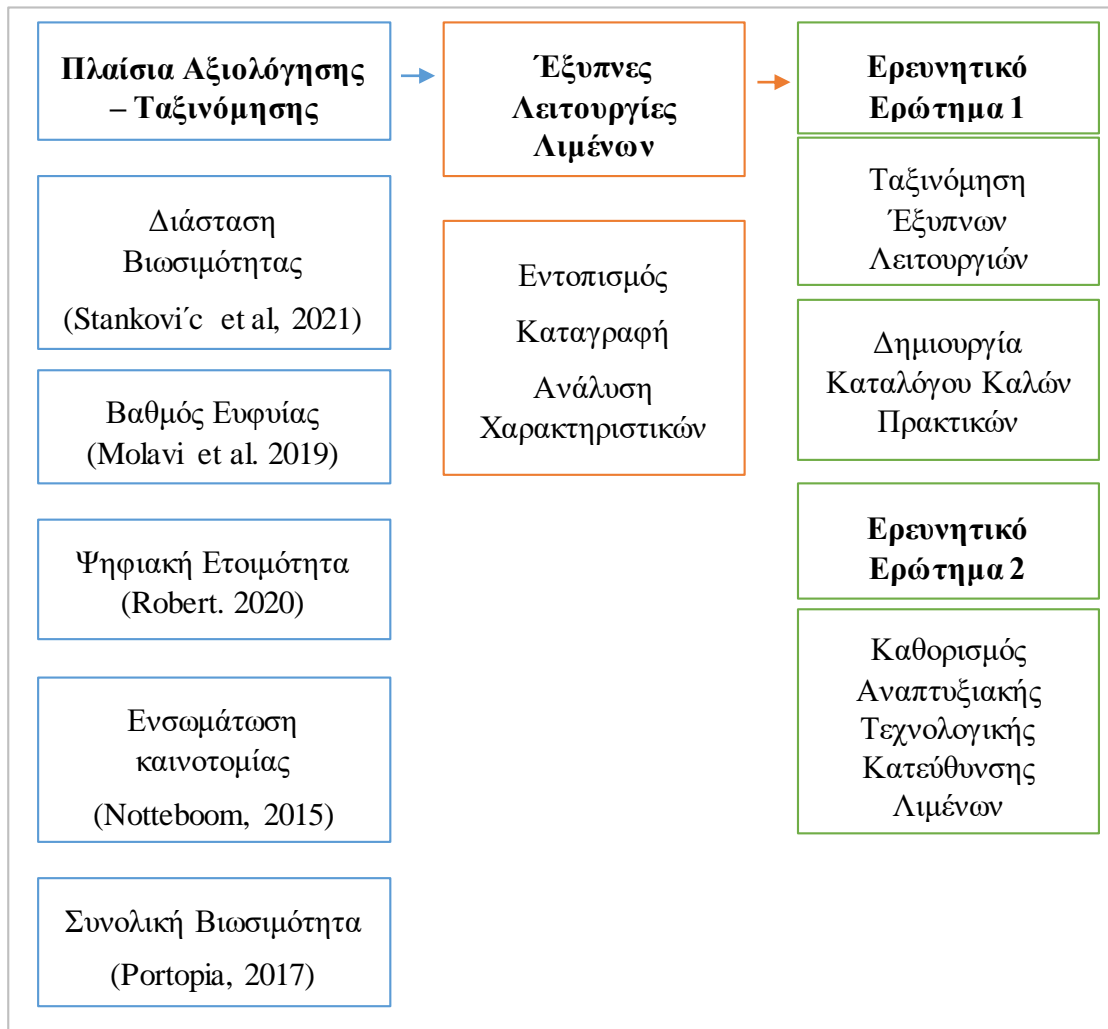 Πλαίσια Αξιολόγησης
– Ταξινόμησης
Διάσταση
Βιωσιμότητας
(Stankovi´c et al, 2021)
Βαθμός Ευφυίας
(Molavi et al. 2019)
Ψηφιακή Ετοιμότητα
(Robert. 2020)
Ενσωμάτωση
καινοτομίας
(Notteboom, 2015)
Συνολική Βιωσιμότητα
(Portopia, 2017)
Έξυπνες
Λειτουργίες
Λιμένων
Εντοπισμός
Καταγραφή
Ανάλυση
Χαρακτηριστικών
Ερευνητικό
Ερώτημα 1
Ταξινόμηση
Έξυπνων
Λειτουργιών
Δημιουργία
Καταλόγου Καλών
Πρακτικών
Ερευνητικό
Ερώτημα 2
Καθορισμός
Αναπτυξιακής
Τεχνολογικής
Κατεύθυνσης
Λιμένων